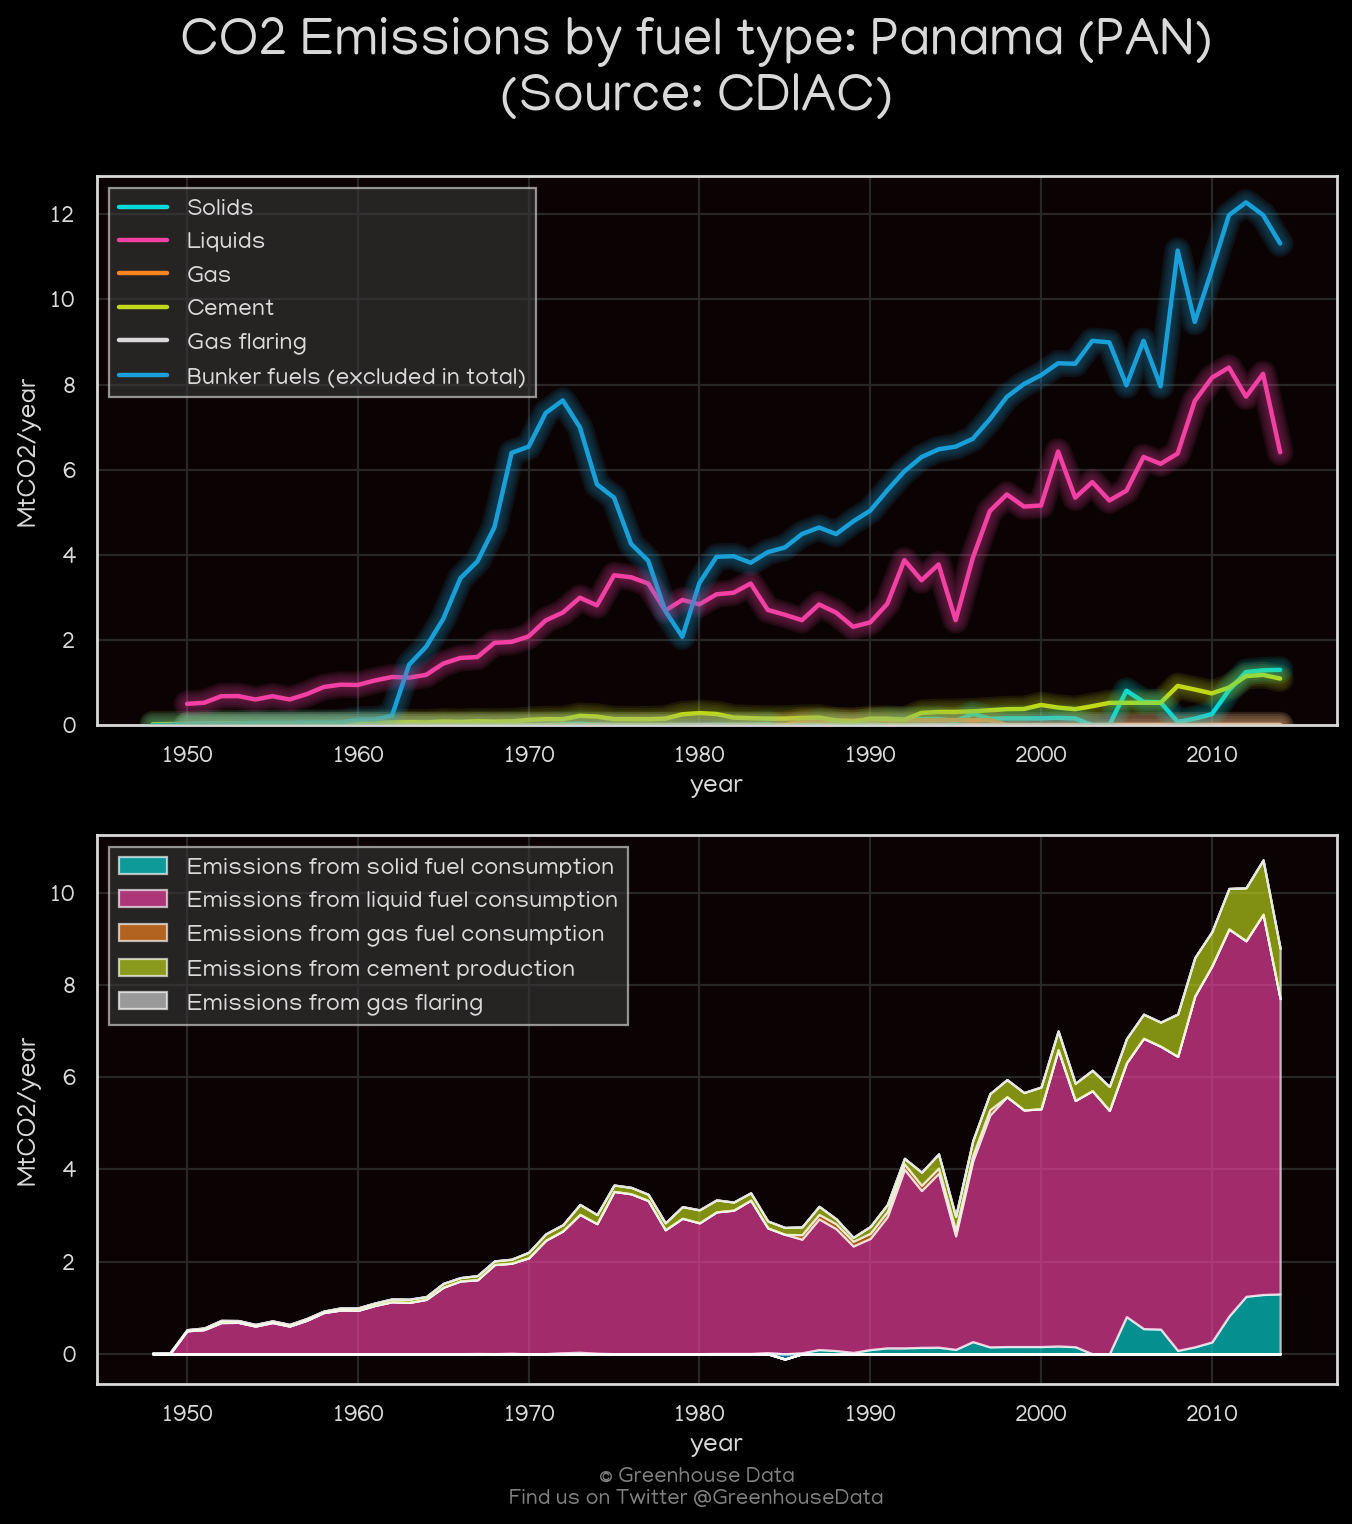 CO2 Emissions by fuel type: Panama (PAN)
(Source: CDIAC)
Solids
Liquids
Gas
Cement
Gas flaring
Bunker fuels (excluded in total)
MtCO2/year
12
10
8
6
4
2
0
1950 1960 1970 1980 1990 2000 2010
year
Emissions from solid fuel consumption
Emissions from liquid fuel consumption
Emissions from gas fuel consumption
Emissions from cement production
Emissions from gas flaring
MtCO2/year
10
8
6
4
2
0
1950 1960 1970 1980 1990 2000 2010
year
© Greenhouse Data
Find us on Twitter @GreenhouseData